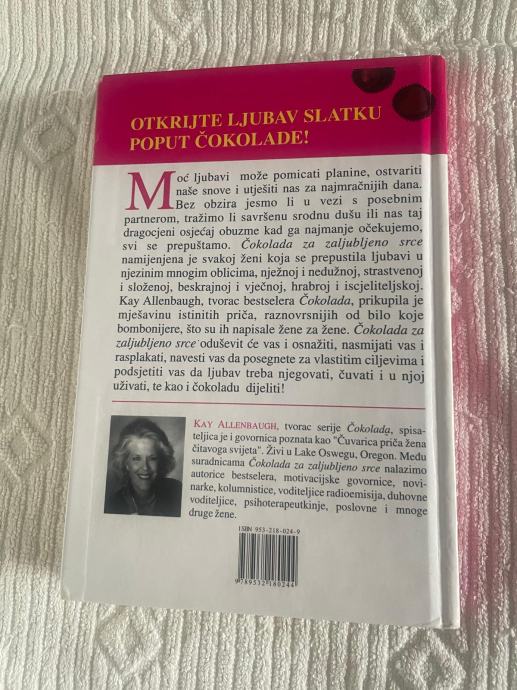 OTKRIJTE LJUBAV SLATKU
POPUT ČOKOLADE!
Moć ljubavi može pomicati planine, ostvariti
naše snove i utješiti nas za najmračnijih dana.
Bez obzira jesmo li u vezi s posebnim
partnerom, tražimo li savršenu srodnu dušu ili nas taj
dragocjeni osjećaj obuzme kad ga najmanje očekujemo,
svi se prepuštamo. Čokolada za zaljubljeno srce
namijenjena je svakoj ženi koja se prepustila ljubavi u
njezinim mnogim oblicima, nježnoj i nedužnoj, strastvenoj
i složenoj, beskrajnoj i vječnoj, hrabroj i iscjeliteljskoj.
Kay Allenbaugh, tvorac bestselera Čokolada, prikupila je
mješavinu istinitih priča, raznovrsnijih od bilo koje
bombonijere, što su ih napisale žene za žene. Čokolada za
zaljubljeno srce oduševit će vas i osnažiti, nasmijati vas i
rasplakati, navesti vas da posegnete za vlastitim ciljevima i
podsjetiti vas da ljubav treba njegovati, čuvati i u njoj
uživati, te kao i čokoladu dijeliti!
KAY ALLENBAUGH, tvorac serije Čokolada, spisa-
teljica je i govornica poznata kao "Čuvarica priča žena
čitavoga svijeta". Živi u Lake Oswegu, Oregon. Među
suradnicama Čokolada za zaljubljeno srce nalazimo
autorice bestselera, motivacijske govornice, novi-
narke, kolumnistice, voditeljice radioemisija, duhovne
voditeljice, psihoterapeutkinje, poslovne i mnoge
druge žene.
ISBN 953-218-024-9
9789532180244